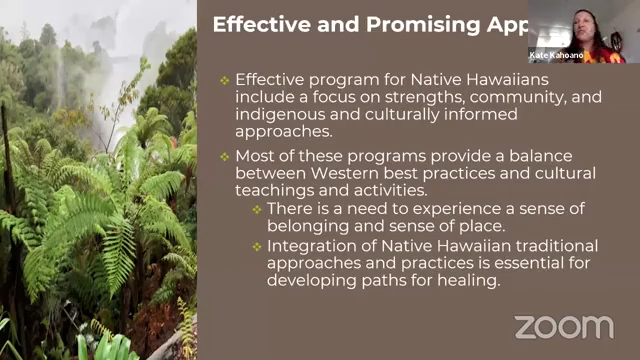 Effective and Promising App
Kate Kahoano
Effective program for Native Hawaiians
include a focus on strengths, community, and
indigenous and culturally informed
approaches.
Most of these programs provide a balance
between Western best practices and cultural
teachings and activities.
There is a need to experience a sense of
belonging and sense of place.
Integration of Native Hawaiian traditional
approaches and practices is essential for
developing paths for healing.
zoom